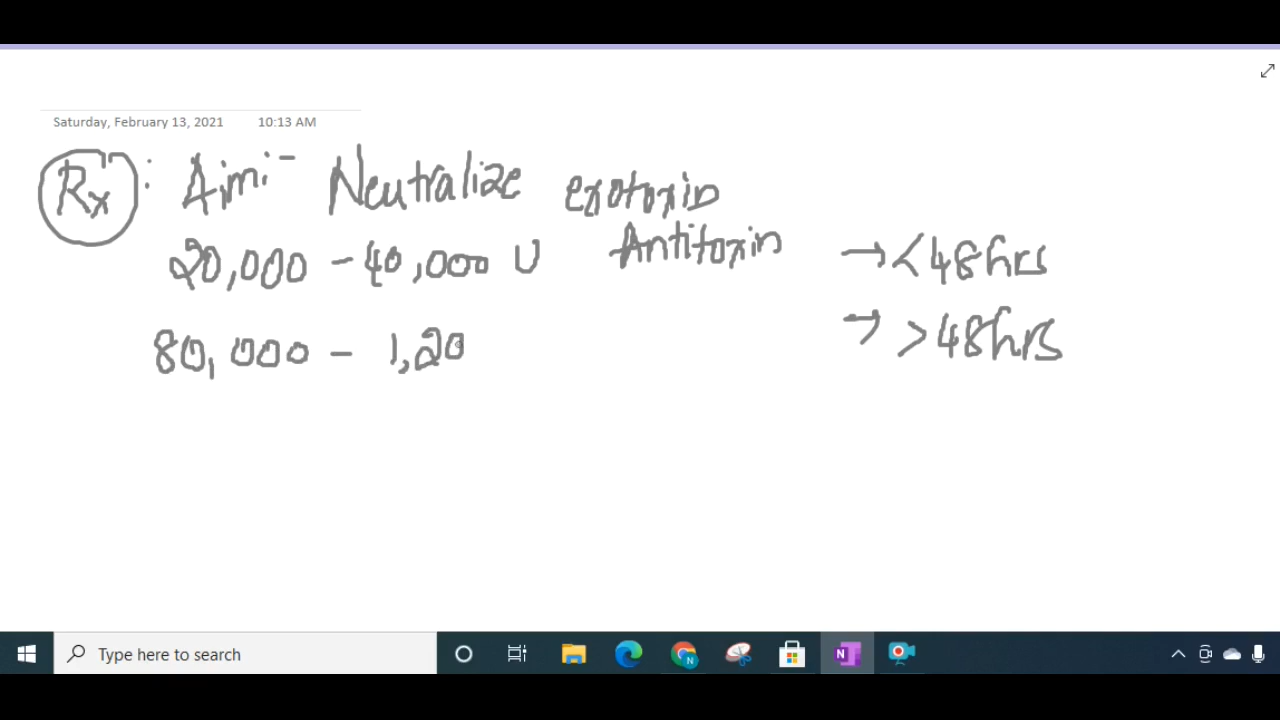 Saturday, February 13, 2021 10:13 AM
Rx : Aim:- Neutralize exotoxin
20,000 - 40,000 U Antitoxin → <48hrs
80,000 - 1,20 → >48hrs
Type here to search